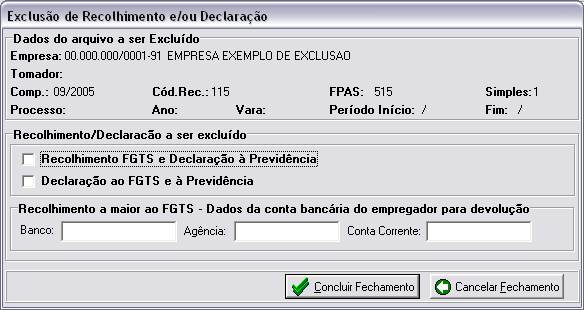 Exclusão de Recolhimento e/ou Declaração
Dados do arquivo a ser Excluído
Empresa: 00.000.000/0001-91 EMPRESA EXEMPLO DE EXCLUSAO
Tomador:
Comp.: 09/2005 Cód.Rec.: 115 FPAS: 515 Simples: 1
Processo: Ano: Vara: Período Início: / Fim: /
Recolhimento/Declaracão a ser excluído
Recolhimento FGTS e Declaração à Previdência
Declaração ao FGTS e à Previdência
Recolhimento a maior ao FGTS - Dados da conta bancária do empregador para devolução
Banco: Agência: Conta Corrente:
Concluir Fechamento Cancelar Fechamento